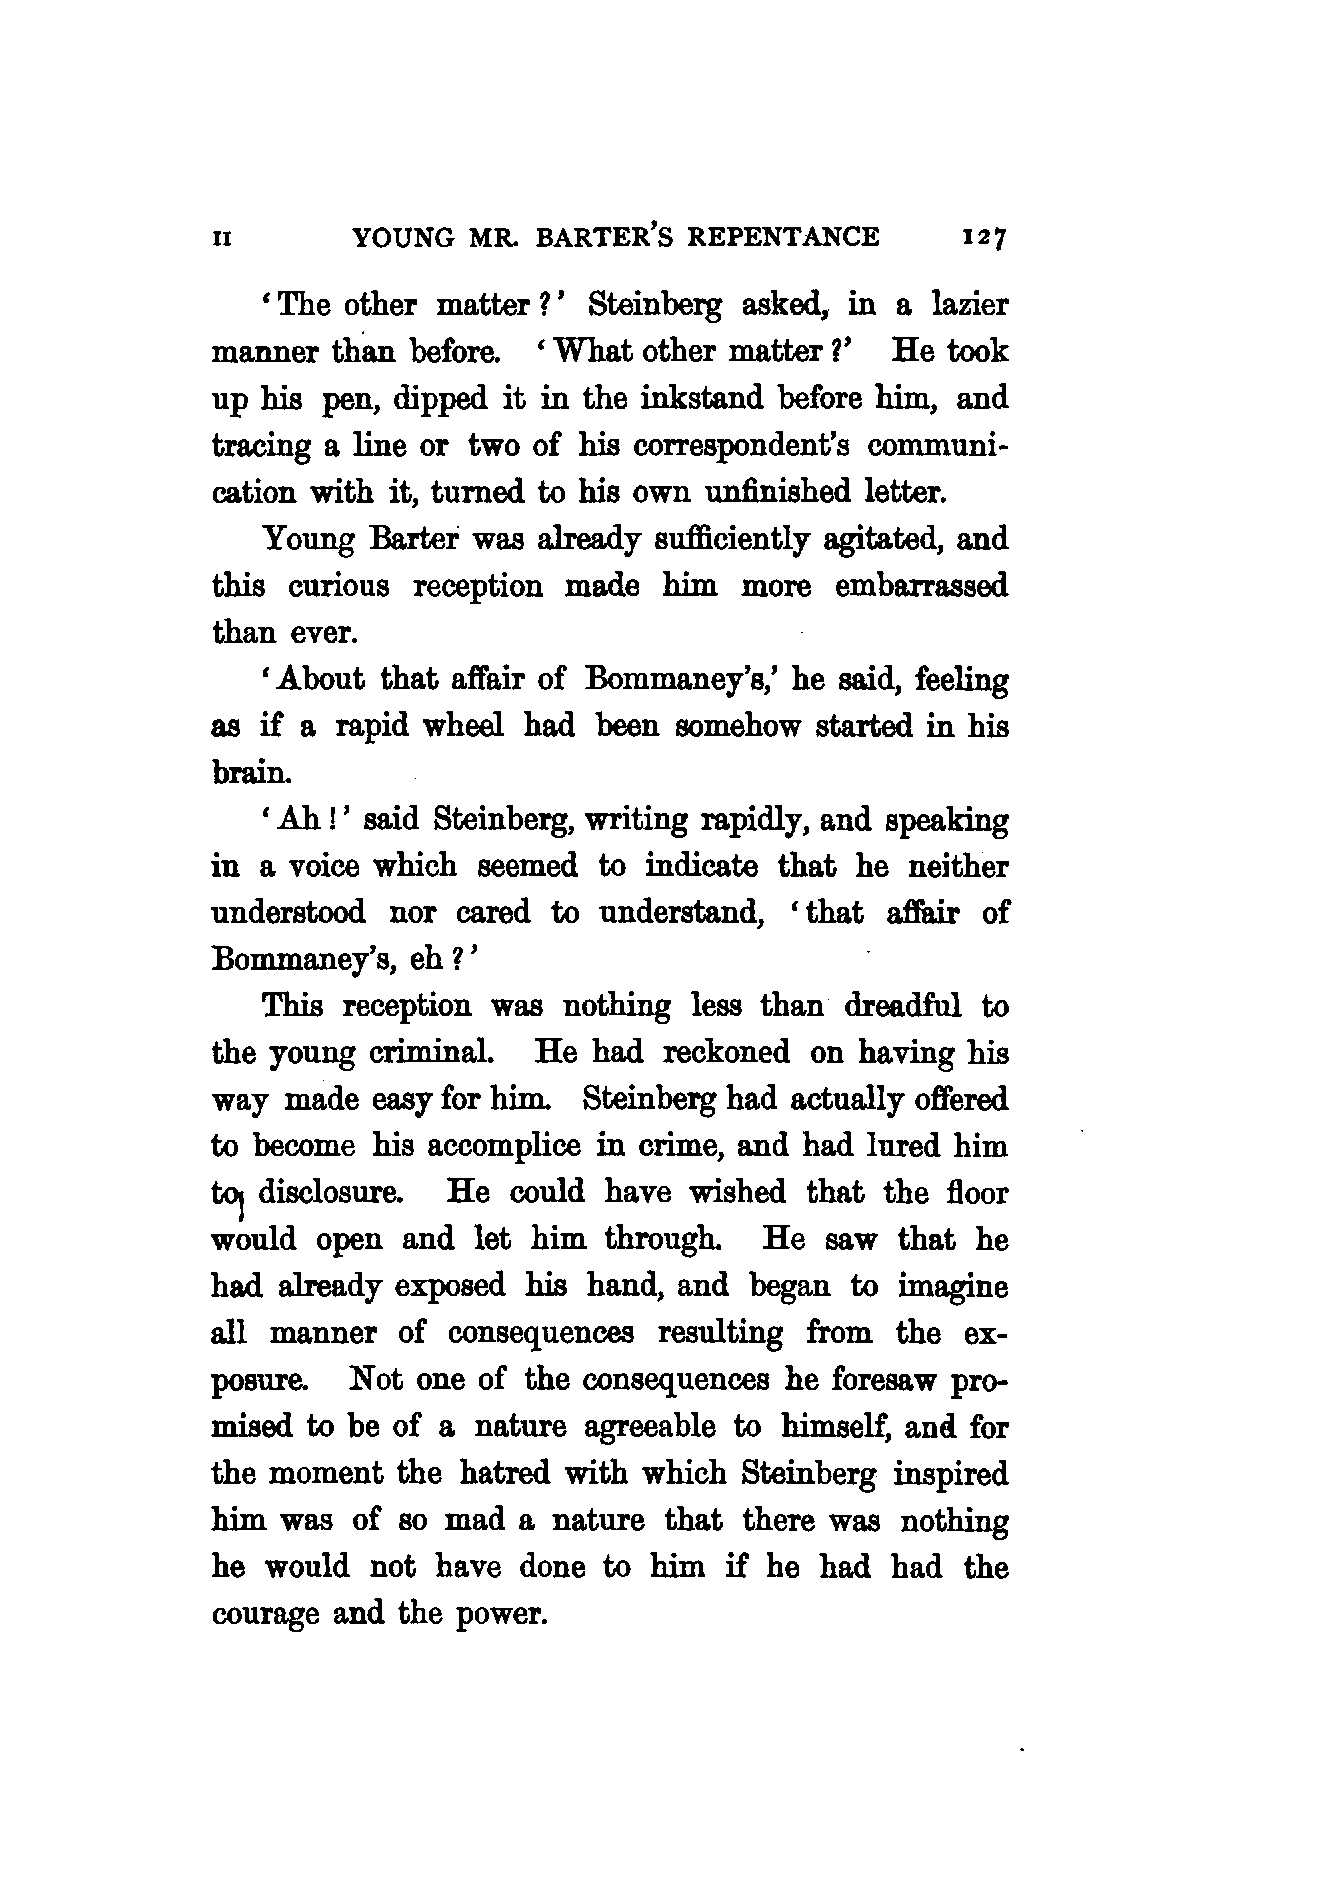 II YOUNG MR. BARTER'S REPENTANCE 127
‘The other matter?’ Steinberg asked, in a lazier
manner than before. ‘What other matter?’ He took
up his pen, dipped it in the inkstand before him, and
tracing a line or two of his correspondent's communi-
cation with it, turned to his own unfinished letter.
Young Barter was already sufficiently agitated, and
this curious reception made him more embarrassed
than ever.
‘About that affair of Bommaney's,’ he said, feeling
as if a rapid wheel had been somehow started in his
brain.
‘Ah!’ said Steinberg, writing rapidly, and speaking
in a voice which seemed to indicate that he neither
understood nor cared to understand, ‘that affair of
Bommaney's, eh?’
This reception was nothing less than dreadful to
the young criminal. He had reckoned on having his
way made easy for him. Steinberg had actually offered
to become his accomplice in crime, and had lured him
to disclosure. He could have wished that the floor
would open and let him through. He saw that he
had already exposed his hand, and began to imagine
all manner of consequences resulting from the ex-
posure. Not one of the consequences he foresaw pro-
mised to be of a nature agreeable to himself, and for
the moment the hatred with which Steinberg inspired
him was of so mad a nature that there was nothing
he would not have done to him if he had had the
courage and the power.